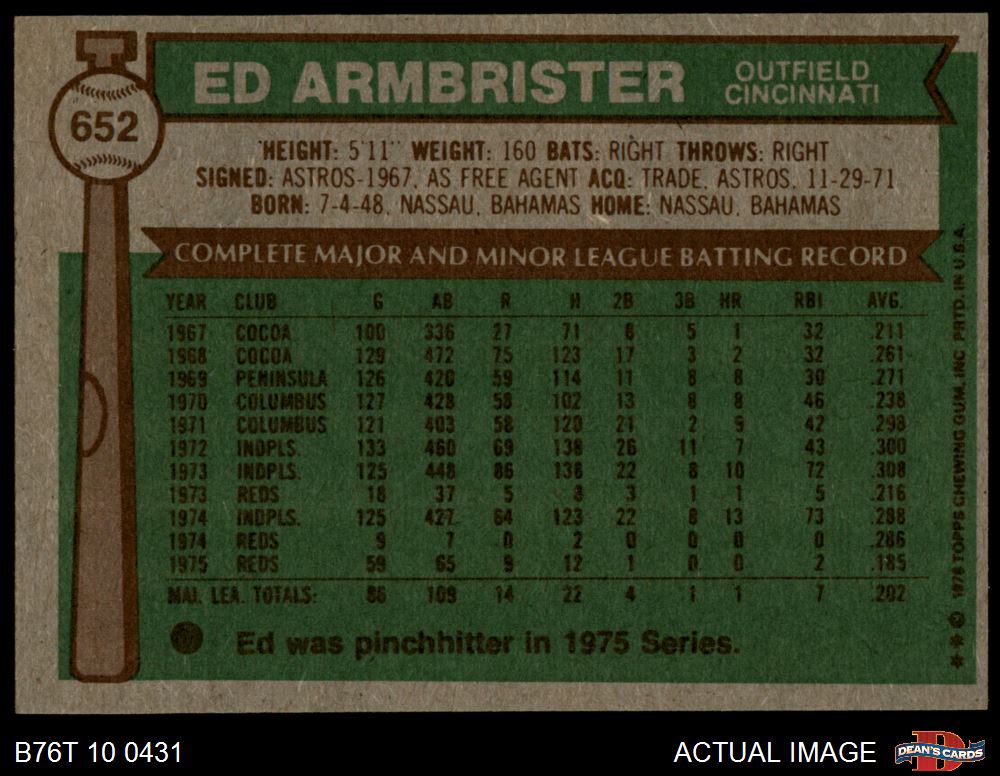 652
ED ARMBRISTER
OUTFIELD
CINCINNATI
HEIGHT: 5'11" WEIGHT: 160 BATS: RIGHT THROWS: RIGHT
SIGNED: ASTROS-1967, AS FREE AGENT ACQ: TRADE, ASTROS, 11-29-71
BORN: 7-4-48, NASSAU, BAHAMAS HOME: NASSAU, BAHAMAS
COMPLETE MAJOR AND MINOR LEAGUE BATTING RECORD
YEAR CLUB G AB R H 2B 3B HR RBI AVG.
1967 COCOA 100 336 27 71 6 5 1 32 .211
1968 COCOA 129 472 75 123 17 3 2 32 .261
1969 PENINSULA 126 420 59 114 11 8 8 30 .271
1970 COLUMBUS 127 428 58 102 13 8 8 46 .238
1971 COLUMBUS 121 403 58 120 21 2 9 42 .298
1972 INDPLS. 133 460 69 138 26 11 7 43 .300
1973 INDPLS. 125 448 86 138 22 8 10 72 .308
1973 REDS 18 37 5 8 3 1 1 5 .216
1974 INDPLS. 125 427 64 123 22 8 13 73 .288
1974 REDS 9 7 0 2 0 0 0 0 .286
1975 REDS 59 65 9 12 1 0 0 2 .185
MAJ. LEA. TOTALS: 86 109 14 22 4 1 1 7 .202
Ed was pinchhitter in 1975 Series.
**© 1976 TOPPS CHEWING GUM, INC PRTD. IN U.S.A.
B76T 10 0431
ACTUAL IMAGE
DEAN'S CARDS